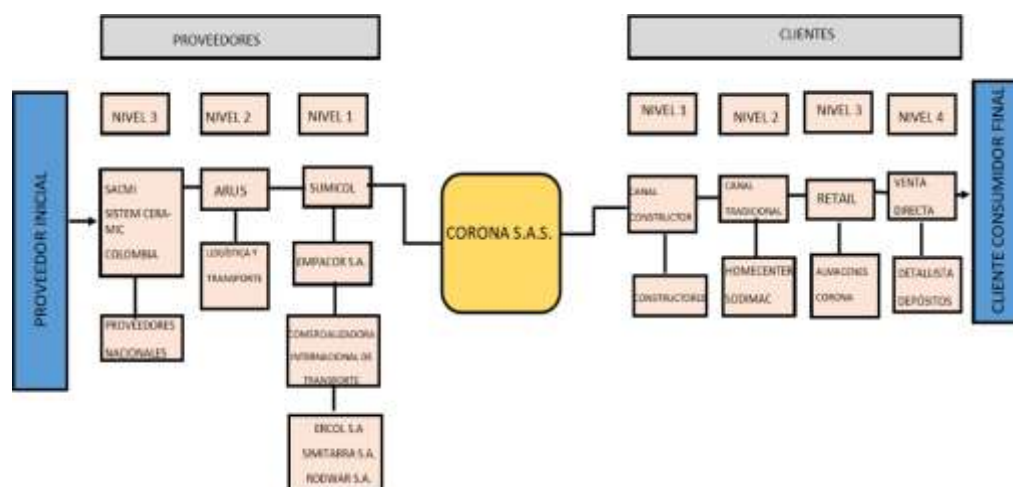 PROVEEDORES
CLIENTES
PROVEEDOR INICIAL
NIVEL 3
NIVEL 2
NIVEL 1
SACMI
SISTEM CERA-
MIC
COLOMBIA
PROVEEDORES
NACIONALES
ARUS
LOGÍSTICA Y
TRANSPORTE
SUMICOL
EMPACOR S.A.
COMERCIALIZADORA
INTERNACIONAL DE
TRANSPORTE
ERCOL S.A
SIMITARRA S.A.
RODWAR S.A.
CORONA S.A.S.
NIVEL 1
NIVEL 2
NIVEL 3
NIVEL 4
CANAL
CONSTRUCTOR
CONSTRUCTORES
CANAL
TRADICIONAL
HOMECENTER
SODIMAC
RETAIL
ALMACENES
CORONA
VENTA
DIRECTA
DETALLISTA
DEPÓSITOS
CLIENTE CONSUMIDOR FINAL